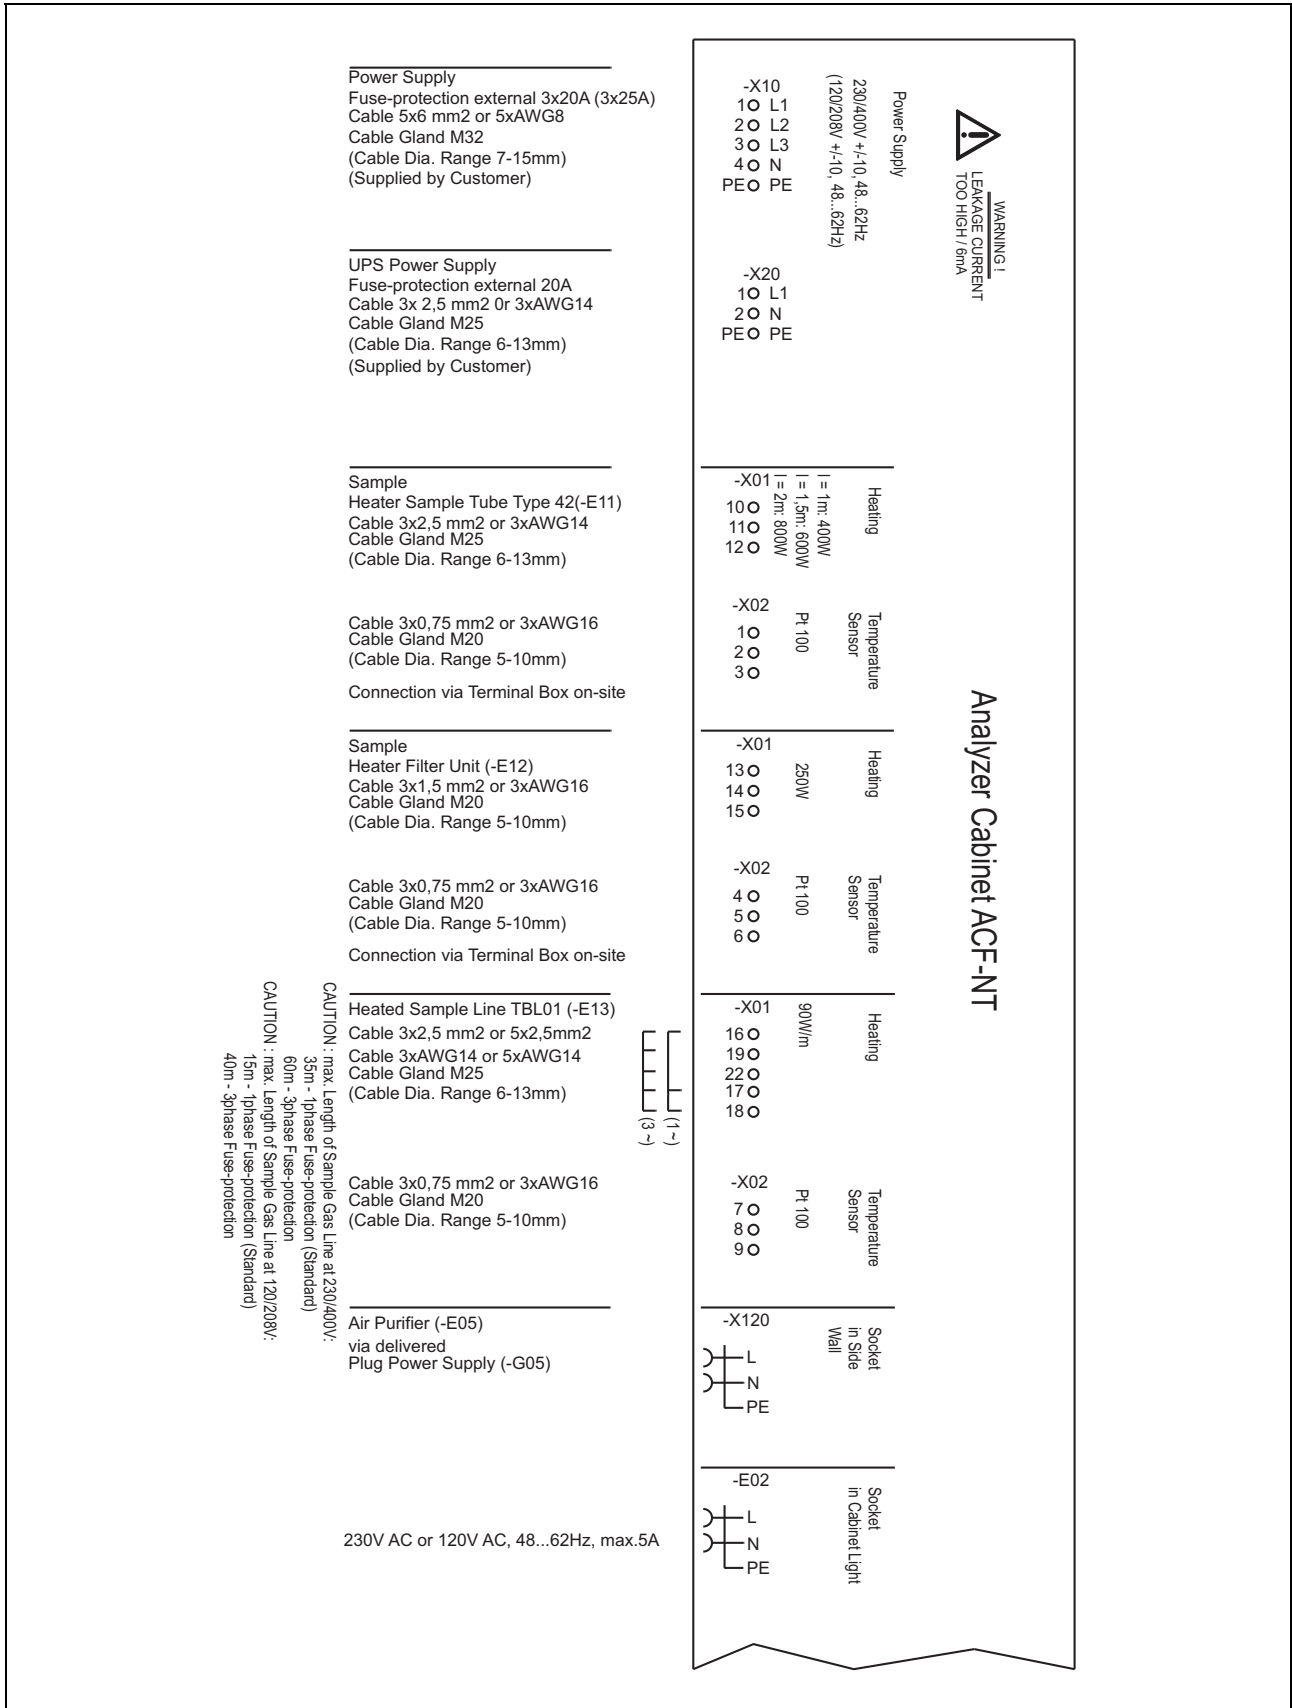 Power Supply
Fuse-protection external 3x20A (3x25A)
Cable 5x6 mm2 or 5xAWG8
Cable Gland M32
(Cable Dia. Range 7-15mm)
(Supplied by Customer)
-X10
1 L1
2 L2
3 L3
4 N
PE PE
230/400V +/-10, 48...62Hz
(120/208V +/-10, 48...62Hz)
Power Supply
WARNING !
LEAKAGE CURRENT
TOO HIGH / 6mA
UPS Power Supply
Fuse-protection external 20A
Cable 3x 2,5 mm2 0r 3xAWG14
Cable Gland M25
(Cable Dia. Range 6-13mm)
(Supplied by Customer)
-X20
1 L1
2 N
PE PE
Sample
Heater Sample Tube Type 42(-E11)
Cable 3x2,5 mm2 or 3xAWG14
Cable Gland M25
(Cable Dia. Range 6-13mm)
-X01
10
11
12
l = 1m: 400W
l = 1,5m: 600W
l = 2m: 800W
Heating
Cable 3x0,75 mm2 or 3xAWG16
Cable Gland M20
(Cable Dia. Range 5-10mm)
Connection via Terminal Box on-site
-X02
1
2
3
Pt 100
Temperature
Sensor
Analyzer Cabinet ACF-NT
Sample
Heater Filter Unit (-E12)
Cable 3x1,5 mm2 or 3xAWG16
Cable Gland M20
(Cable Dia. Range 5-10mm)
-X01
13
14
15
250W
Heating
Cable 3x0,75 mm2 or 3xAWG16
Cable Gland M20
(Cable Dia. Range 5-10mm)
Connection via Terminal Box on-site
-X02
4
5
6
Pt 100
Temperature
Sensor
Heated Sample Line TBL01 (-E13)
Cable 3x2,5 mm2 or 5x2,5mm2
Cable 3xAWG14 or 5xAWG14
Cable Gland M25
(Cable Dia. Range 6-13mm)
(1~)
(3 ~)
-X01
16
19
22
17
18
90W/m
Heating
CAUTION : max. Length of Sample Gas Line at 230/400V:
35m - 1phase Fuse-protection (Standard)
60m - 3phase Fuse-protection
CAUTION : max. Length of Sample Gas Line at 120/208V:
15m - 1phase Fuse-protection (Standard)
40m - 3phase Fuse-protection
Cable 3x0,75 mm2 or 3xAWG16
Cable Gland M20
(Cable Dia. Range 5-10mm)
-X02
7
8
9
Pt 100
Temperature
Sensor
Air Purifier (-E05)
via delivered
Plug Power Supply (-G05)
-X120
L
N
PE
Socket
in Side
Wall
230V AC or 120V AC, 48...62Hz, max.5A
-E02
L
N
PE
Socket
in Cabinet Light